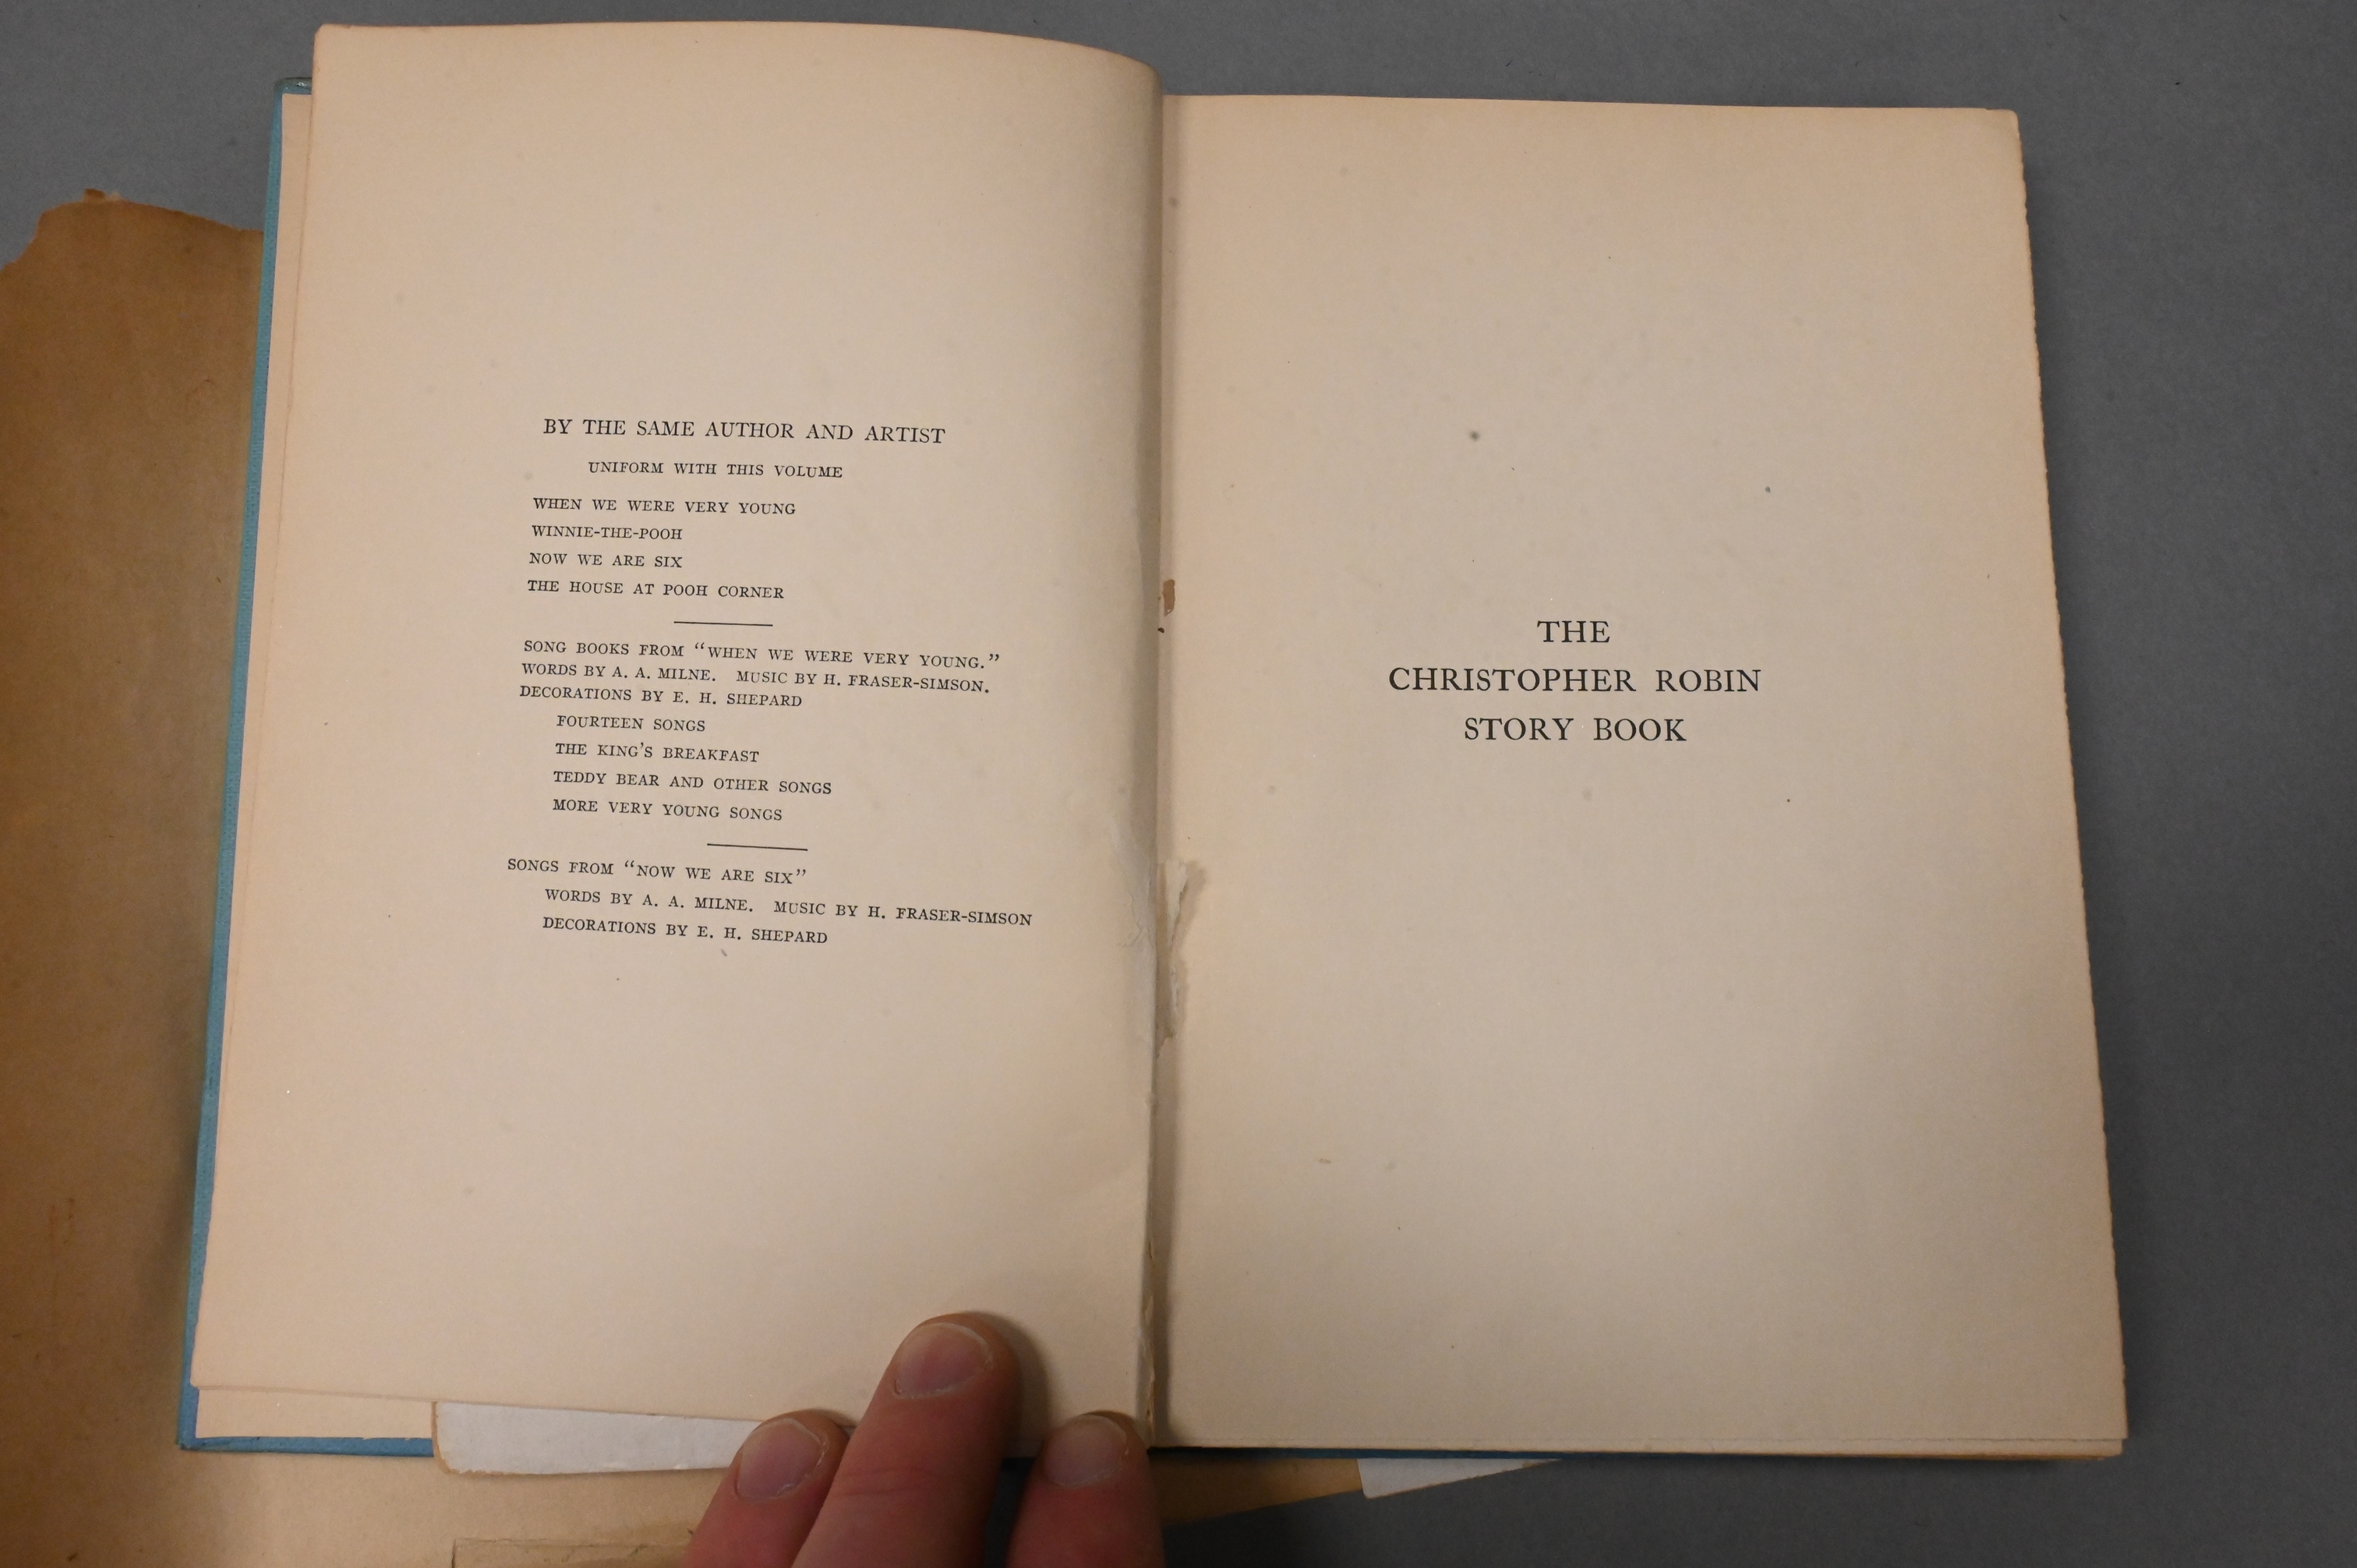 BY THE SAME AUTHOR AND ARTIST
UNIFORM WITH THIS VOLUME
WHEN WE WERE VERY YOUNG
WINNIE-THE-POOH
NOW WE ARE SIX
THE HOUSE AT POOH CORNER
SONG BOOKS FROM “WHEN WE WERE VERY YOUNG.”
WORDS BY A. A. MILNE. MUSIC BY H. FRASER-SIMSON.
DECORATIONS BY E. H. SHEPARD
FOURTEEN SONGS
THE KING’S BREAKFAST
TEDDY BEAR AND OTHER SONGS
MORE VERY YOUNG SONGS
SONGS FROM “NOW WE ARE SIX”
WORDS BY A. A. MILNE. MUSIC BY H. FRASER-SIMSON
DECORATIONS BY E. H. SHEPARD
THE
CHRISTOPHER ROBIN
STORY BOOK